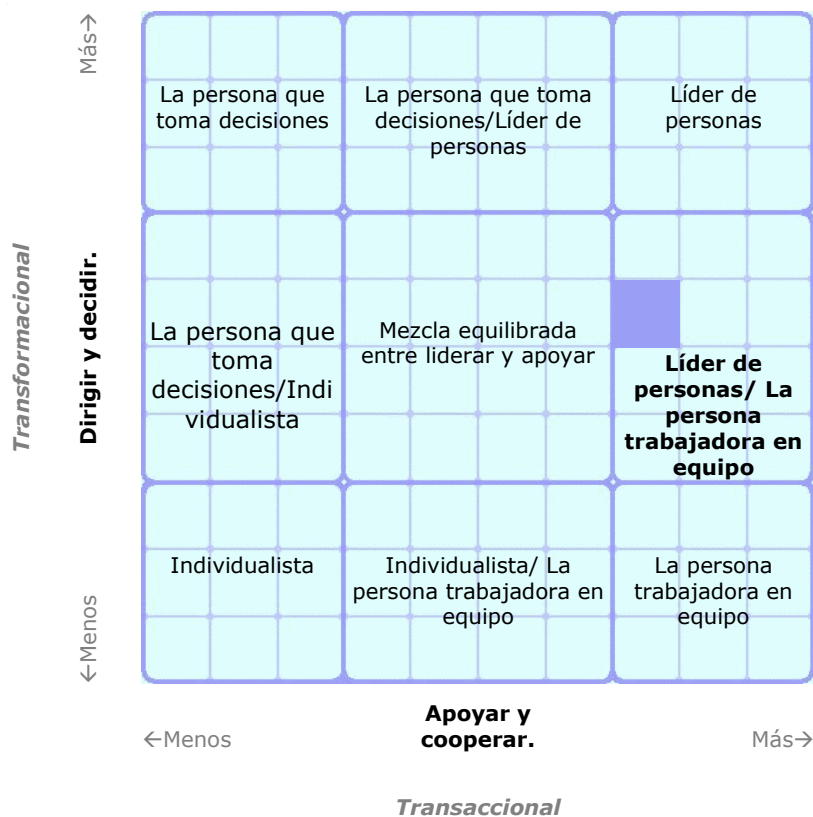 Más→
La persona que
toma decisiones
La persona que toma
decisiones/Líder de
personas
Líder de
personas
Transformacional
Dirigir y decidir.
La persona que
toma
decisiones/Indi
vidualista
Mezcla equilibrada
entre liderar y apoyar
Líder de
personas/ La
persona
trabajadora en
equipo
Individualista
Individualista/ La
persona trabajadora en
equipo
La persona
trabajadora en
equipo
←Menos
←Menos
Apoyar y
cooperar.
Más→
Transaccional